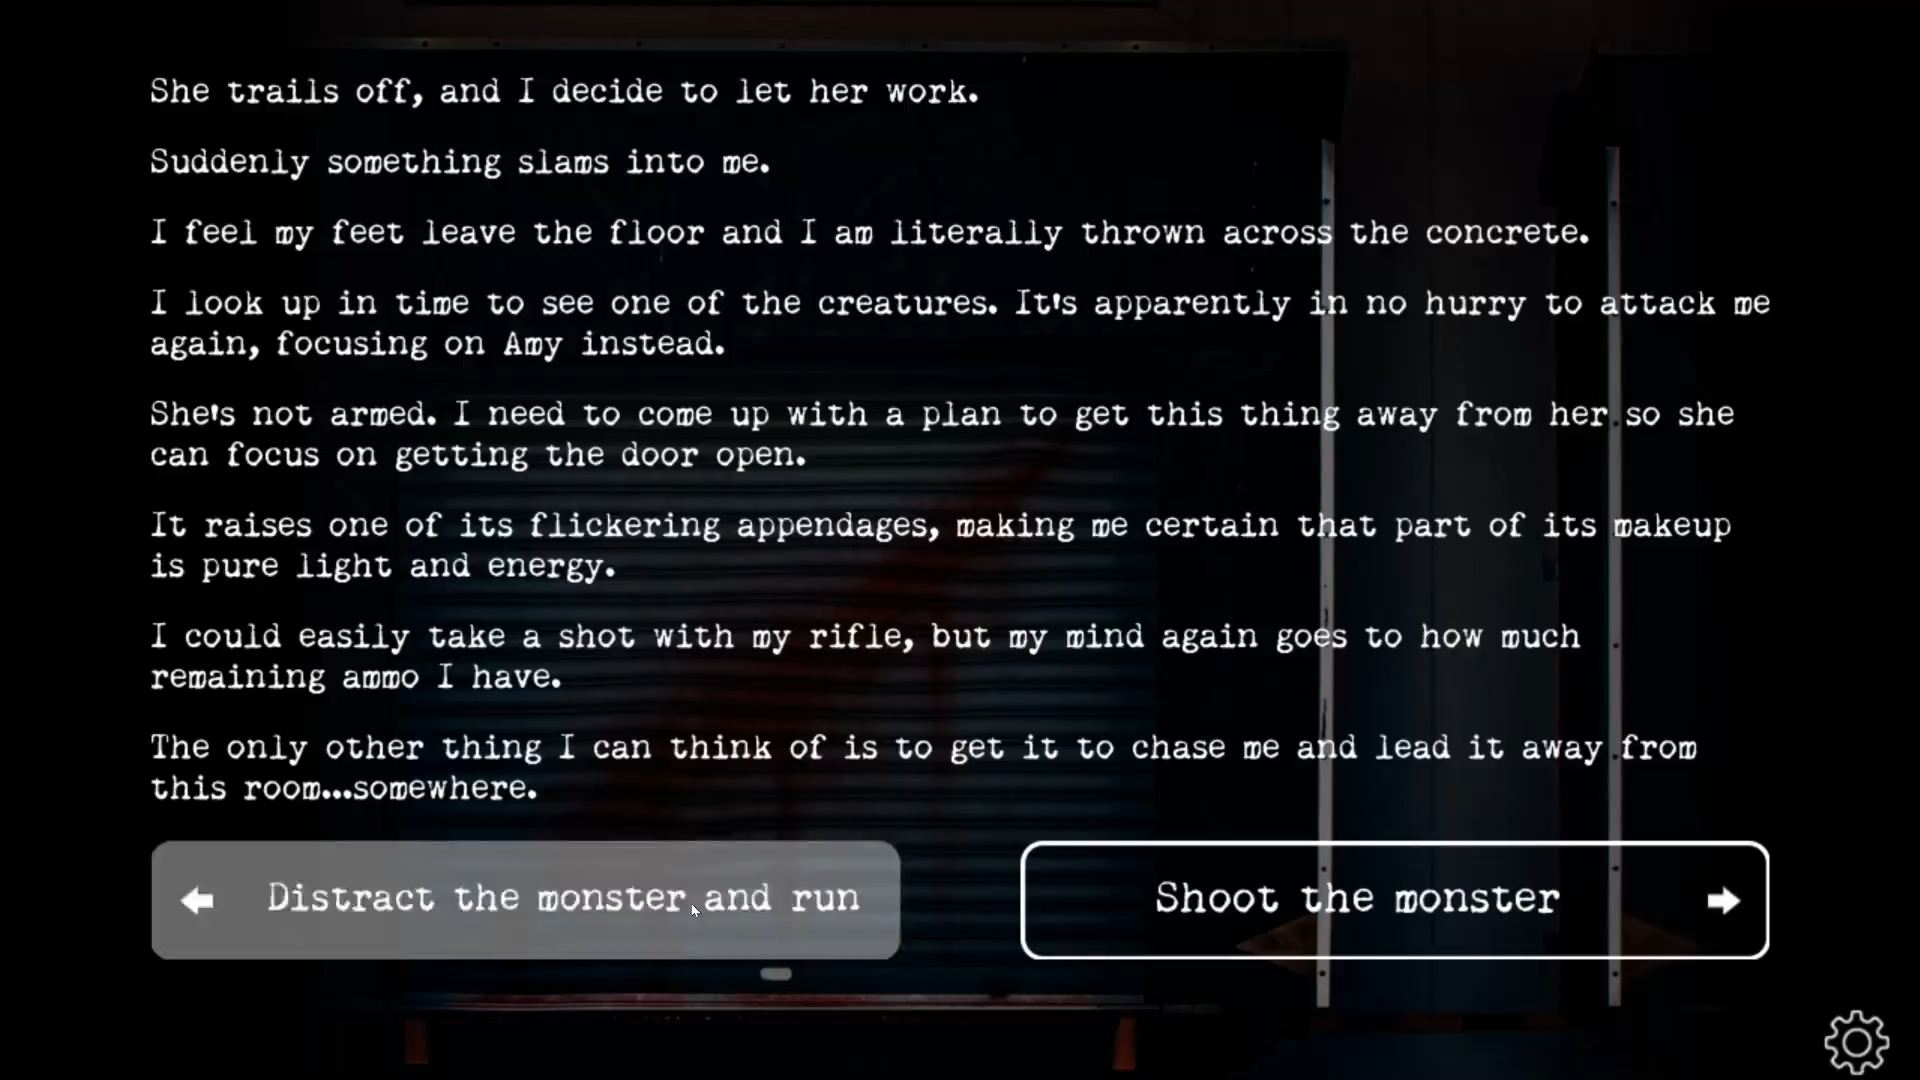 She trails off, and I decide to let her work.
Suddenly something slams into me.
I feel my feet leave the floor and I am literally thrown across the concrete.
I look up in time to see one of the creatures. It's apparently in no hurry to attack me
again, focusing on Amy instead.
She's not armed. I need to come up with a plan to get this thing away from her so she
can focus on getting the door open.
It raises one of its flickering appendages, making me certain that part of its makeup
is pure light and energy.
I could easily take a shot with my rifle, but my mind again goes to how much
remaining ammo I have.
The only other thing I can think of is to get it to chase me and lead it away from
this room...somewhere.
Distract the monster and run
Shoot the monster